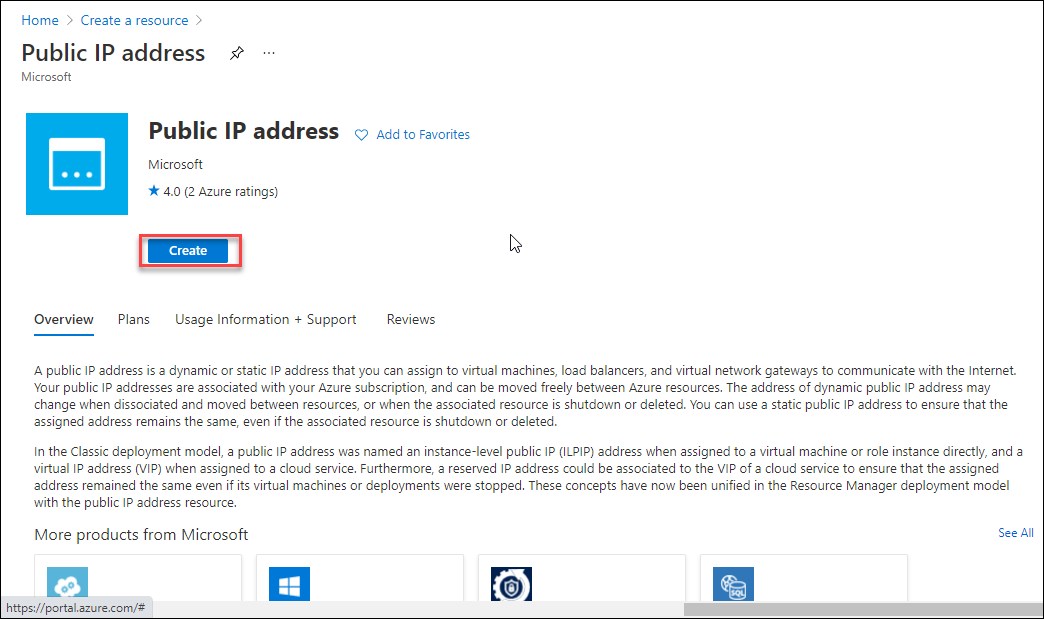 Home > Create a resource >
Public IP address ...
Microsoft
Public IP address Add to Favorites
Microsoft
★ 4.0 (2 Azure ratings)
Create
Overview Plans Usage Information + Support Reviews
A public IP address is a dynamic or static IP address that you can assign to virtual machines, load balancers, and virtual network gateways to communicate with the Internet.
Your public IP addresses are associated with your Azure subscription, and can be moved freely between Azure resources. The address of dynamic public IP address may
change when dissociated and moved between resources, or when the associated resource is shutdown or deleted. You can use a static public IP address to ensure that the
assigned address remains the same, even if the associated resource is shutdown or deleted.
In the Classic deployment model, a public IP address was named an instance-level public IP (ILPIP) address when assigned to a virtual machine or role instance directly, and a
virtual IP address (VIP) when assigned to a cloud service. Furthermore, a reserved IP address could be associated to the VIP of a cloud service to ensure that the assigned
address remained the same even if its virtual machines or deployments were stopped. These concepts have now been unified in the Resource Manager deployment model
with the public IP address resource.
More products from Microsoft See All
SQL
https://portal.azure.com/#